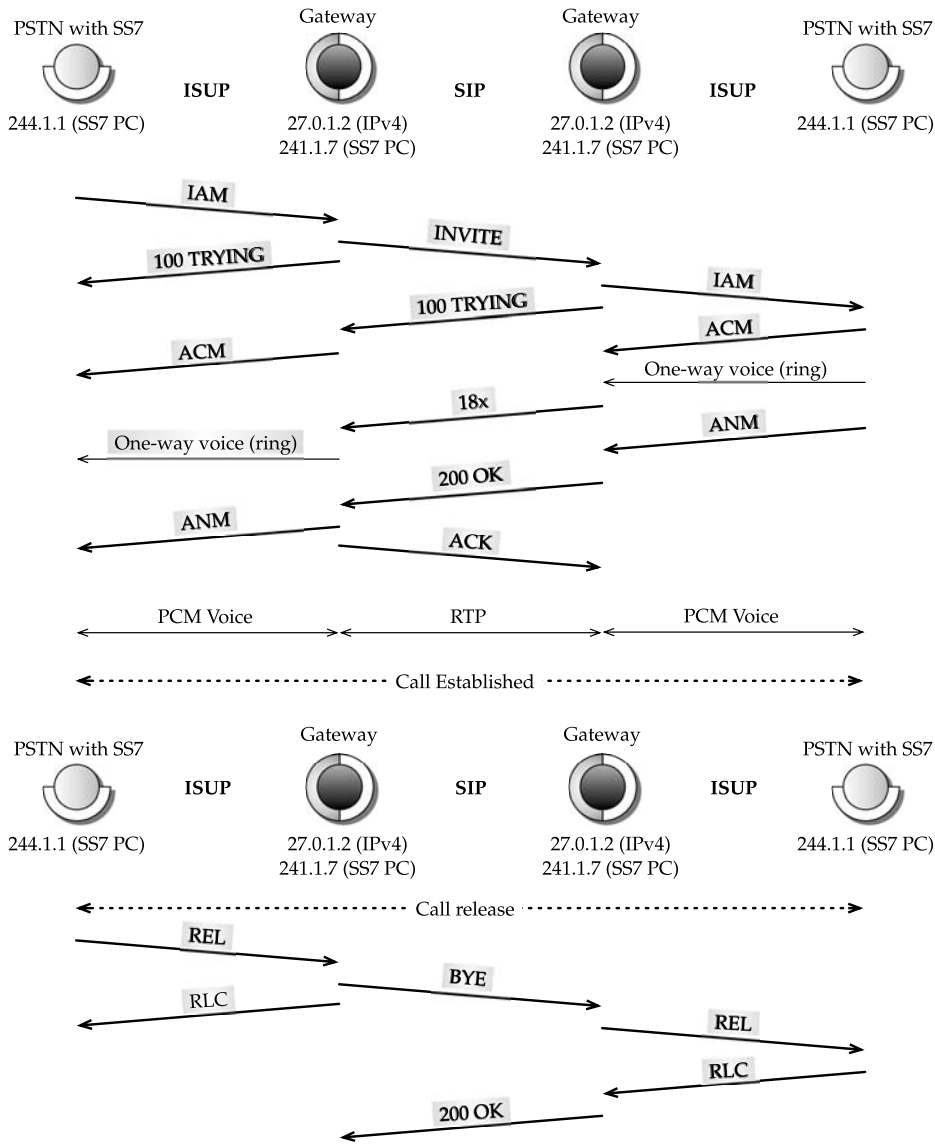 Gateway
Gateway
PSTN with SS7
PSTN with SS7
ISUP
SIP
ISUP
244.1.1 (SS7 PC)
27.0.1.2 (IPv4)
27.0.1.2 (IPv4)
244.1.1 (SS7 PC)
241.1.7 (SS7 PC)
241.1.7 (SS7 PC)
IAM
INVITE
100 TRYING
IAM
100 TRYING
ACM
ACM
One-way voice (ring)
18x
ANM
One-way voice (ring)
200 OK
ANM
ACK
PCM Voice
RTP
PCM Voice
Call Established
Gateway
Gateway
PSTN with SS7
PSTN with SS7
ISUP
SIP
ISUP
244.1.1 (SS7 PC)
27.0.1.2 (IPv4)
27.0.1.2 (IPv4)
244.1.1 (SS7 PC)
241.1.7 (SS7 PC)
241.1.7 (SS7 PC)
Call release
REL
BYE
RLC
REL
RLC
200 OK